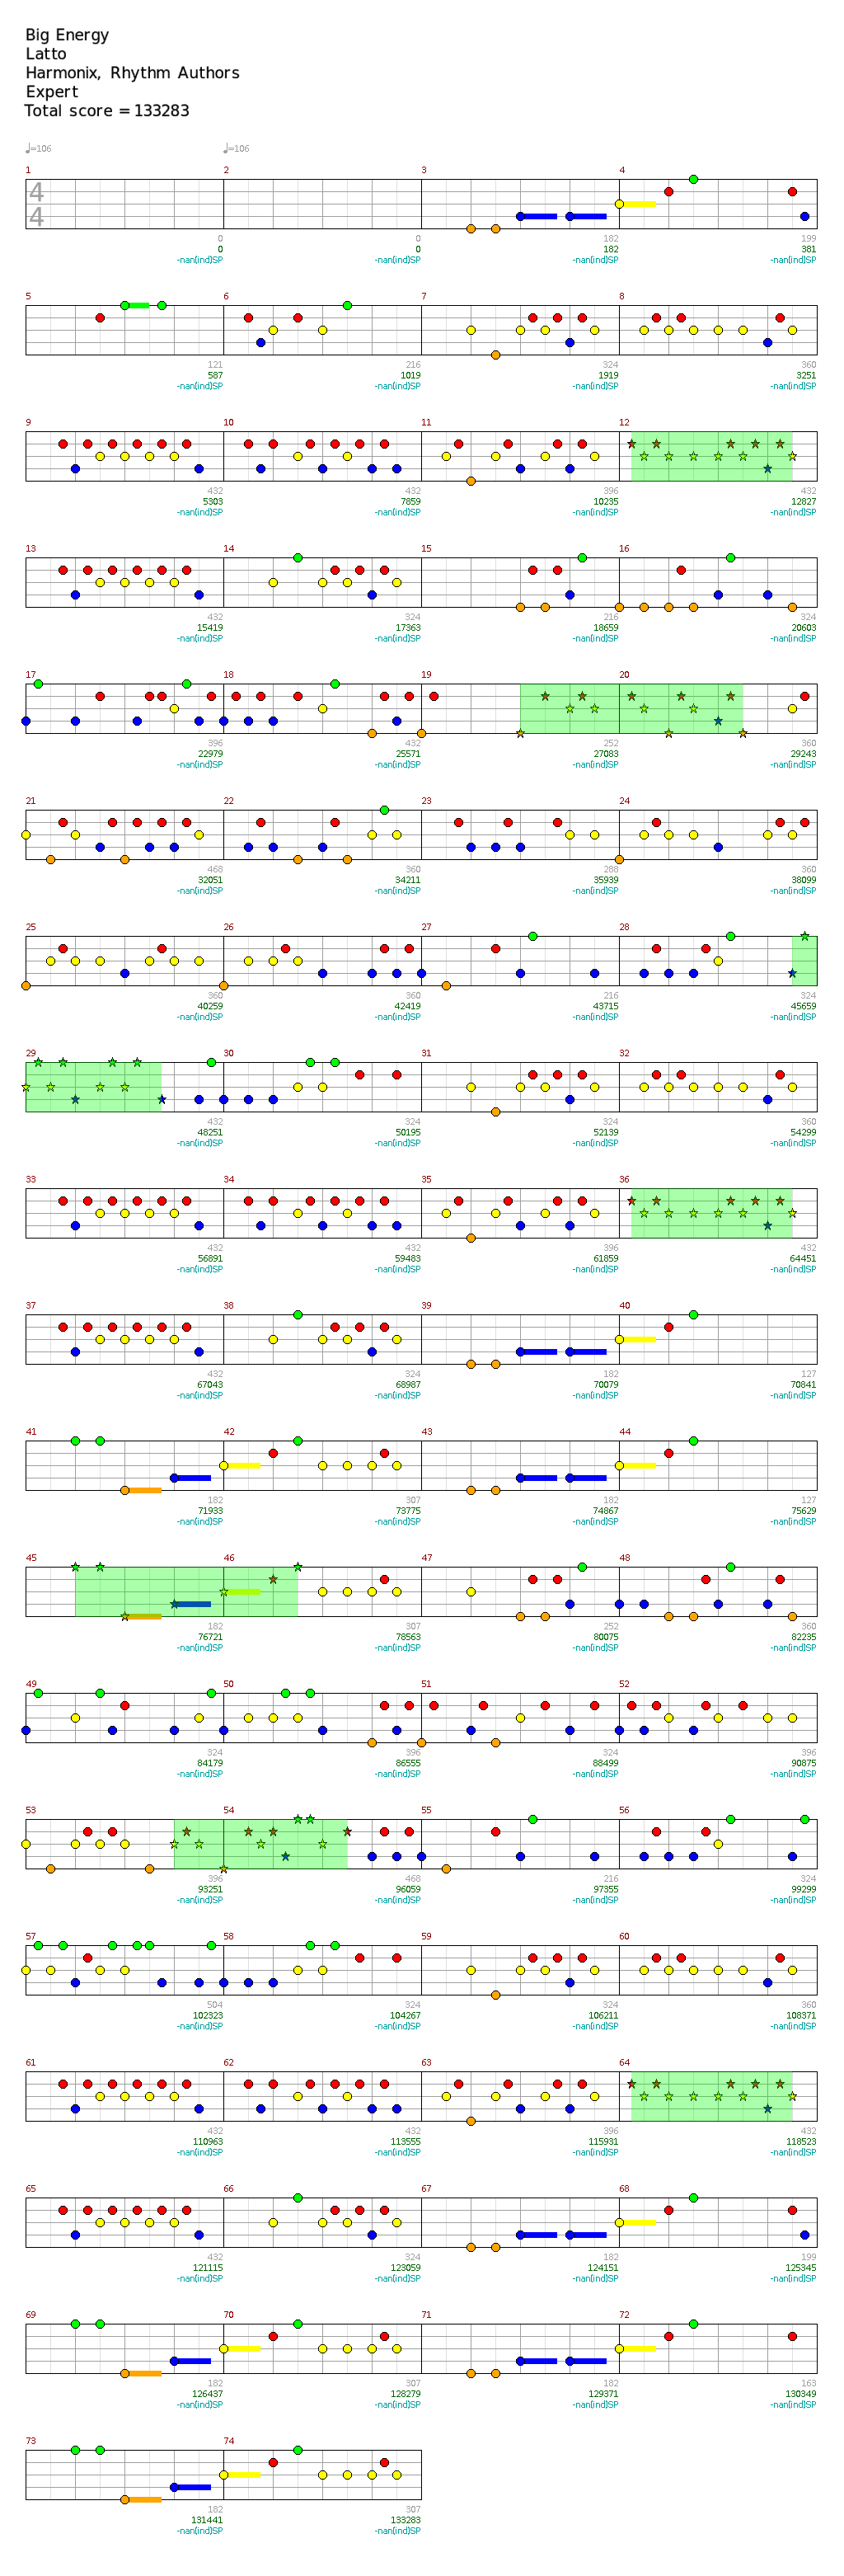 Big Energy
Latto
Harmonix, Rhythm Authors
Expert
Total score = 133283
♩=106 ♩=106
1 2 3 4
4
4
0 0 182 199
0 0 182 381
-nan(ind)SP -nan(ind)SP -nan(ind)SP -nan(ind)SP
5 6 7 8
121 216 324 360
587 1019 1919 3251
-nan(ind)SP -nan(ind)SP -nan(ind)SP -nan(ind)SP
9 10 11 12
432 432 396 432
5303 7859 10235 12827
-nan(ind)SP -nan(ind)SP -nan(ind)SP -nan(ind)SP
13 14 15 16
432 324 216 324
15419 17363 18659 20603
-nan(ind)SP -nan(ind)SP -nan(ind)SP -nan(ind)SP
17 18 19 20
396 432 252 360
22979 25571 27083 29243
-nan(ind)SP -nan(ind)SP -nan(ind)SP -nan(ind)SP
21 22 23 24
468 360 288 360
32051 34211 35939 38099
-nan(ind)SP -nan(ind)SP -nan(ind)SP -nan(ind)SP
25 26 27 28
360 360 216 324
40259 42419 43715 45659
-nan(ind)SP -nan(ind)SP -nan(ind)SP -nan(ind)SP
29 30 31 32
432 324 324 360
48251 50195 52139 54299
-nan(ind)SP -nan(ind)SP -nan(ind)SP -nan(ind)SP
33 34 35 36
432 432 396 432
56891 59483 61859 64451
-nan(ind)SP -nan(ind)SP -nan(ind)SP -nan(ind)SP
37 38 39 40
432 324 182 127
67043 68987 70079 70841
-nan(ind)SP -nan(ind)SP -nan(ind)SP -nan(ind)SP
41 42 43 44
182 307 182 127
71933 73775 74867 75629
-nan(ind)SP -nan(ind)SP -nan(ind)SP -nan(ind)SP
45 46 47 48
182 307 252 360
76721 78563 80075 82235
-nan(ind)SP -nan(ind)SP -nan(ind)SP -nan(ind)SP
49 50 51 52
324 396 324 396
84179 86555 88499 90875
-nan(ind)SP -nan(ind)SP -nan(ind)SP -nan(ind)SP
53 54 55 56
396 468 216 324
93251 96059 97355 99299
-nan(ind)SP -nan(ind)SP -nan(ind)SP -nan(ind)SP
57 58 59 60
504 324 324 360
102323 104267 106211 108371
-nan(ind)SP -nan(ind)SP -nan(ind)SP -nan(ind)SP
61 62 63 64
432 432 396 432
110963 113555 115931 118523
-nan(ind)SP -nan(ind)SP -nan(ind)SP -nan(ind)SP
65 66 67 68
432 324 182 199
121115 123059 124151 125345
-nan(ind)SP -nan(ind)SP -nan(ind)SP -nan(ind)SP
69 70 71 72
182 307 182 163
126437 128279 129371 130349
-nan(ind)SP -nan(ind)SP -nan(ind)SP -nan(ind)SP
73 74
182 307
131441 133283
-nan(ind)SP -nan(ind)SP